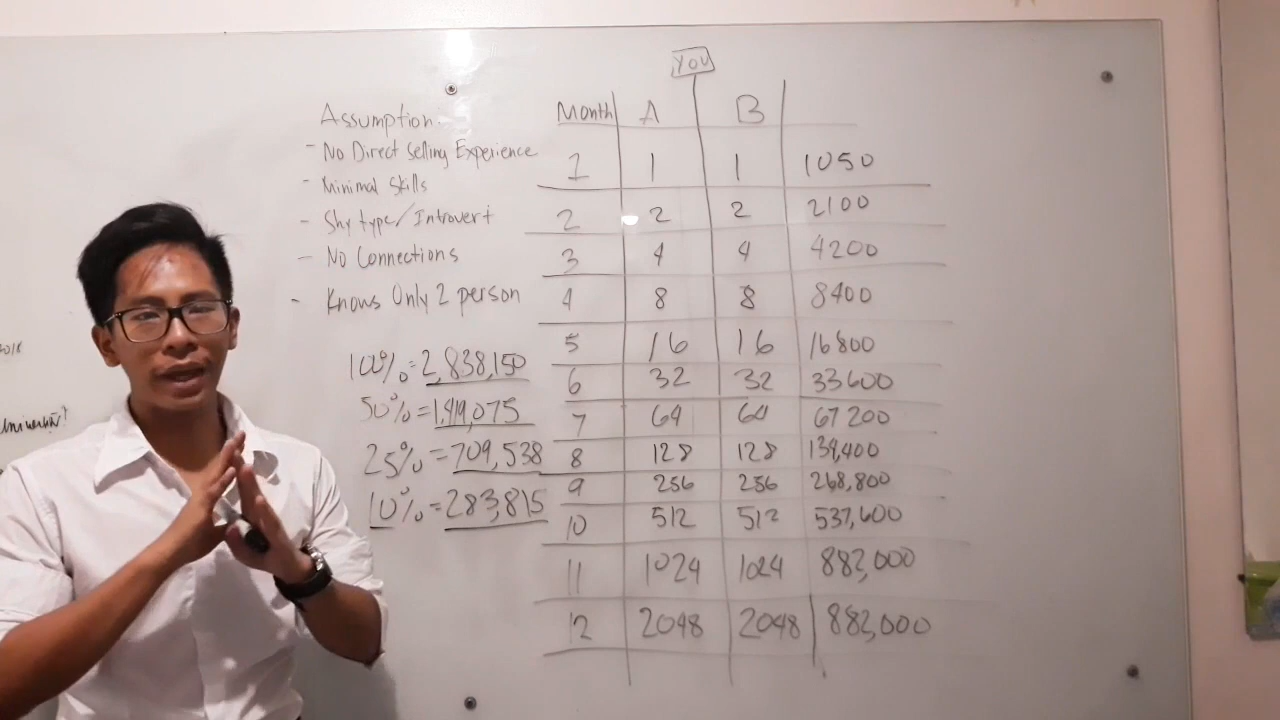 YOU
Assumption.
- No Direct Selling Experience
- Minimal Skills
- Shy type/Introvert
- No Connections
- Knows Only 2 person
100%=2,838,150
50%=1,419,075
25%=709,538
10%=283,815
Month A B
1 1 1 1050
2 2 2 2100
3 4 4 4200
4 8 8 8400
5 16 16 16800
6 32 32 33600
7 64 64 67200
8 128 128 134,400
9 256 256 268,800
10 512 512 537,600
11 1024 1024 882,000
12 2048 2048 882,000